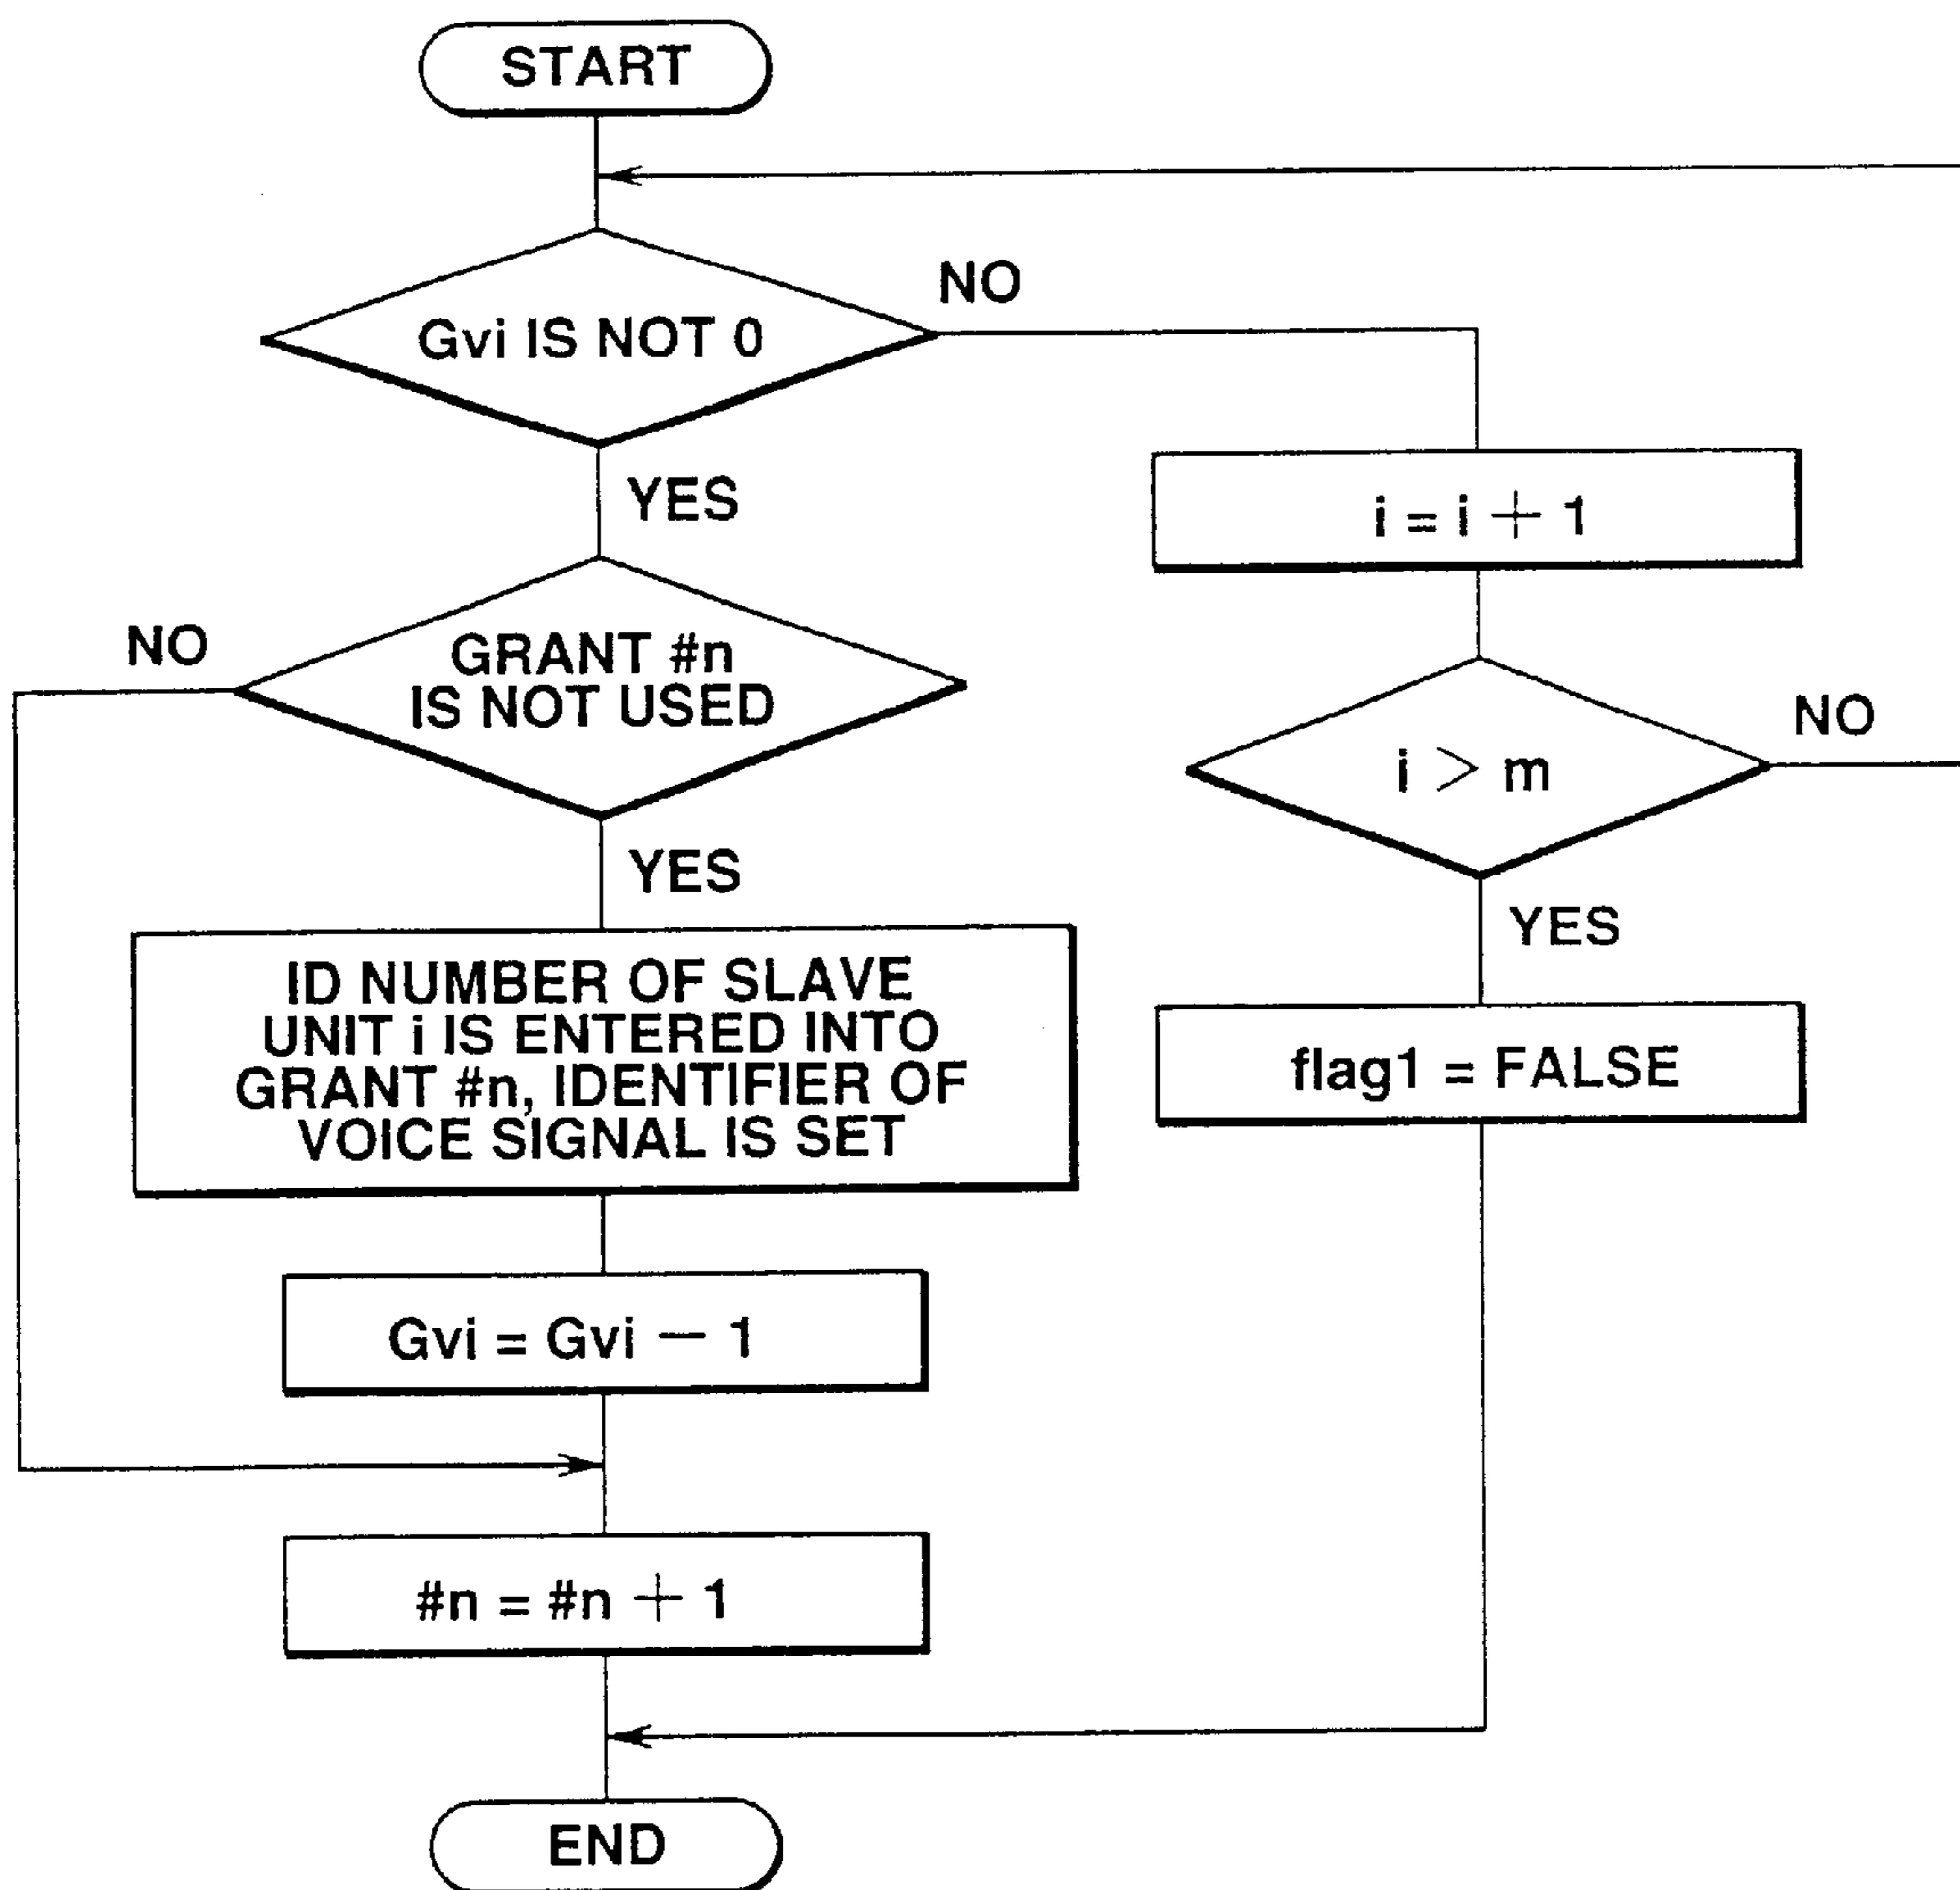 START
Gvi IS NOT 0
NO
YES
i = i + 1
GRANT #n
IS NOT USED
NO
i > m
NO
YES
YES
ID NUMBER OF SLAVE
UNIT i IS ENTERED INTO
GRANT #n, IDENTIFIER OF
VOICE SIGNAL IS SET
flag1 = FALSE
Gvi = Gvi − 1
#n = #n + 1
END